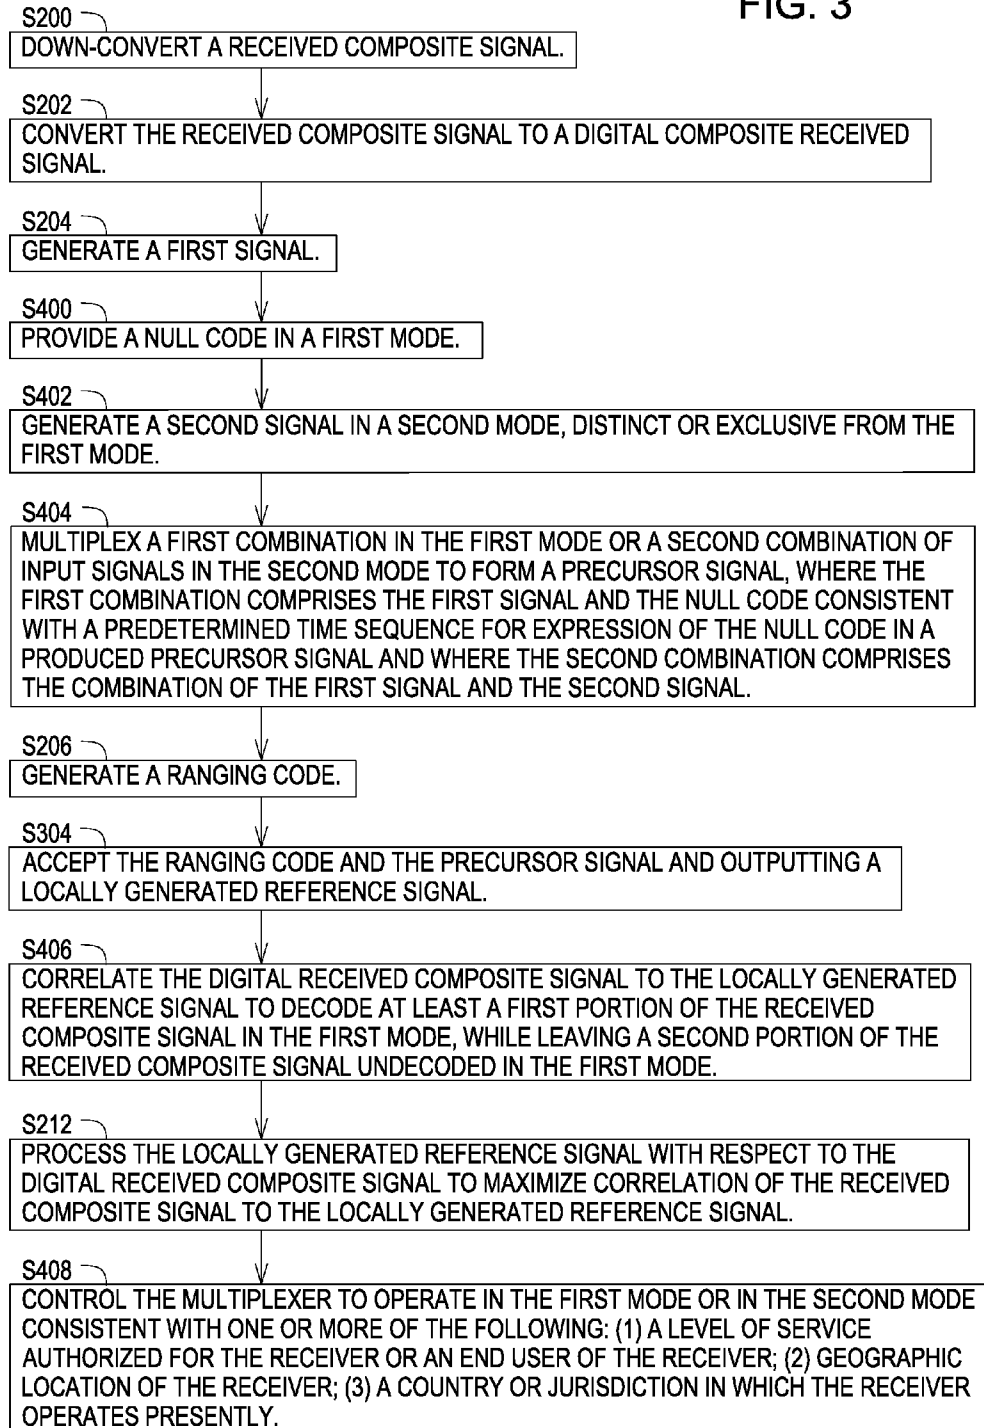 FIG. 3
S200
DOWN-CONVERT A RECEIVED COMPOSITE SIGNAL.
S202
CONVERT THE RECEIVED COMPOSITE SIGNAL TO A DIGITAL COMPOSITE RECEIVED
SIGNAL.
S204
GENERATE A FIRST SIGNAL.
S400
PROVIDE A NULL CODE IN A FIRST MODE.
S402
GENERATE A SECOND SIGNAL IN A SECOND MODE, DISTINCT OR EXCLUSIVE FROM THE
FIRST MODE.
S404
MULTIPLEX A FIRST COMBINATION IN THE FIRST MODE OR A SECOND COMBINATION OF
INPUT SIGNALS IN THE SECOND MODE TO FORM A PRECURSOR SIGNAL, WHERE THE
FIRST COMBINATION COMPRISES THE FIRST SIGNAL AND THE NULL CODE CONSISTENT
WITH A PREDETERMINED TIME SEQUENCE FOR EXPRESSION OF THE NULL CODE IN A
PRODUCED PRECURSOR SIGNAL AND WHERE THE SECOND COMBINATION COMPRISES
THE COMBINATION OF THE FIRST SIGNAL AND THE SECOND SIGNAL.
S206
GENERATE A RANGING CODE.
S304
ACCEPT THE RANGING CODE AND THE PRECURSOR SIGNAL AND OUTPUTTING A
LOCALLY GENERATED REFERENCE SIGNAL.
S406
CORRELATE THE DIGITAL RECEIVED COMPOSITE SIGNAL TO THE LOCALLY GENERATED
REFERENCE SIGNAL TO DECODE AT LEAST A FIRST PORTION OF THE RECEIVED
COMPOSITE SIGNAL IN THE FIRST MODE, WHILE LEAVING A SECOND PORTION OF THE
RECEIVED COMPOSITE SIGNAL UNDECODED IN THE FIRST MODE.
S212
PROCESS THE LOCALLY GENERATED REFERENCE SIGNAL WITH RESPECT TO THE
DIGITAL RECEIVED COMPOSITE SIGNAL TO MAXIMIZE CORRELATION OF THE RECEIVED
COMPOSITE SIGNAL TO THE LOCALLY GENERATED REFERENCE SIGNAL.
S408
CONTROL THE MULTIPLEXER TO OPERATE IN THE FIRST MODE OR IN THE SECOND MODE
CONSISTENT WITH ONE OR MORE OF THE FOLLOWING: (1) A LEVEL OF SERVICE
AUTHORIZED FOR THE RECEIVER OR AN END USER OF THE RECEIVER; (2) GEOGRAPHIC
LOCATION OF THE RECEIVER; (3) A COUNTRY OR JURISDICTION IN WHICH THE RECEIVER
OPERATES PRESENTLY.